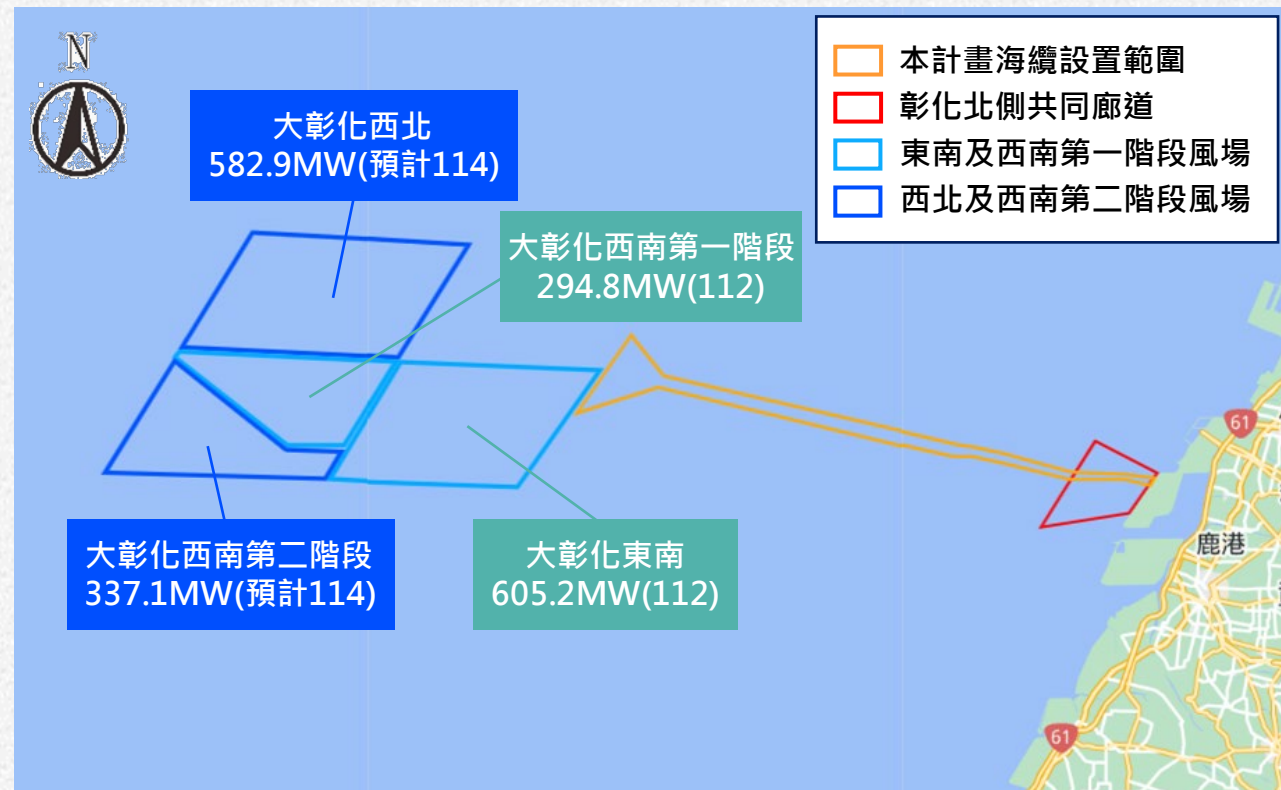 N
本計畫海纜設置範圍
彰化北側共同廊道
東南及西南第一階段風場
西北及西南第二階段風場
大彰化西北
582.9MW(預計114)
大彰化西南第一階段
294.8MW(112)
大彰化西南第二階段
337.1MW(預計114)
大彰化東南
605.2MW(112)
61
鹿港
61